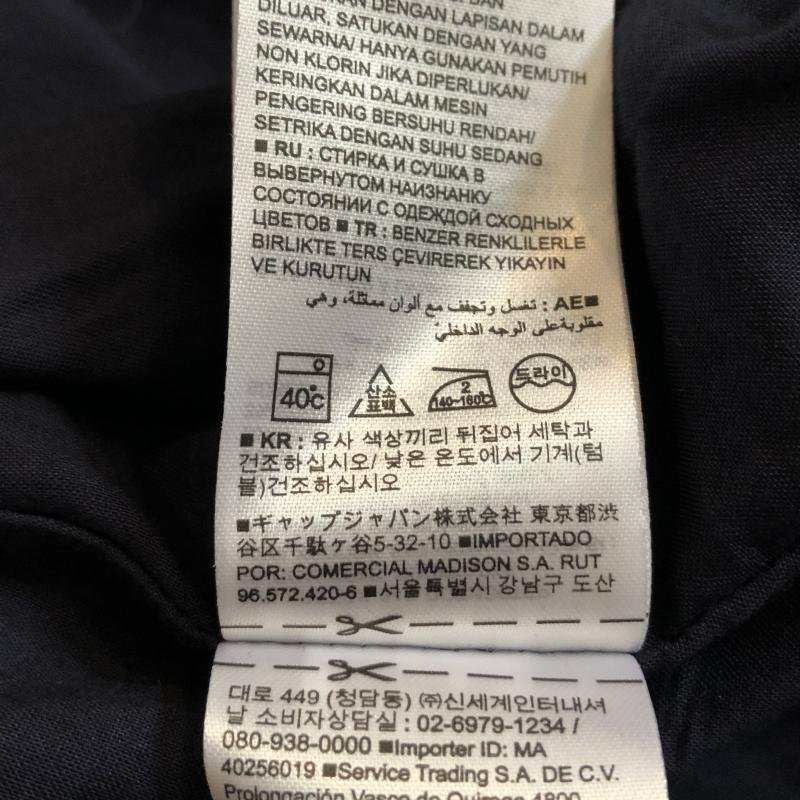 DENGAN LAPISAN DALAM
DILUAR, SATUKAN DENGAN YANG
SEWARNA/ HANYA GUNAKAN PEMUTIH
NON KLORIN JIKA DIPERLUKAN/
KERINGKAN DALAM MESIN
PENGERING BERSUHU RENDAH/
SETRIKA DENGAN SUHU SEDANG
■ RU : СТИРКА И СУШКА В
ВЫВЕРНУТОМ НАИЗНАНКУ
СОСТОЯНИИ С ОДЕЖДОЙ СХОДНЫХ
ЦВЕТОВ ■ TR : BENZER RENKLILERLE
BIRLIKTE TERS ÇEVIREREK YIKAYIN
VE KURUTUN
■AE : تغسل وتجفف مع ألوان مماثلة، وهي
مقلوبة على الوجه الداخلي
40℃ 산소 표백 2 140~160℃ 드라이
■ KR : 유사 색상끼리 뒤집어 세탁과
건조하십시오/ 낮은 온도에서 기계(텀
블)건조하십시오
■ギャップジャパン株式会社 東京都渋
谷区千駄ヶ谷5-32-10 ■IMPORTADO
POR: COMERCIAL MADISON S.A. RUT
96.572.420-6 ■서울특별시 강남구 도산
대로 449 (청담동) ㈜신세계인터내셔
날 소비자상담실 : 02-6979-1234 /
080-938-0000 ■Importer ID: MA
40256019 ■Service Trading S.A. DE C.V.
Prolongación Vasco de Quiroga 4800